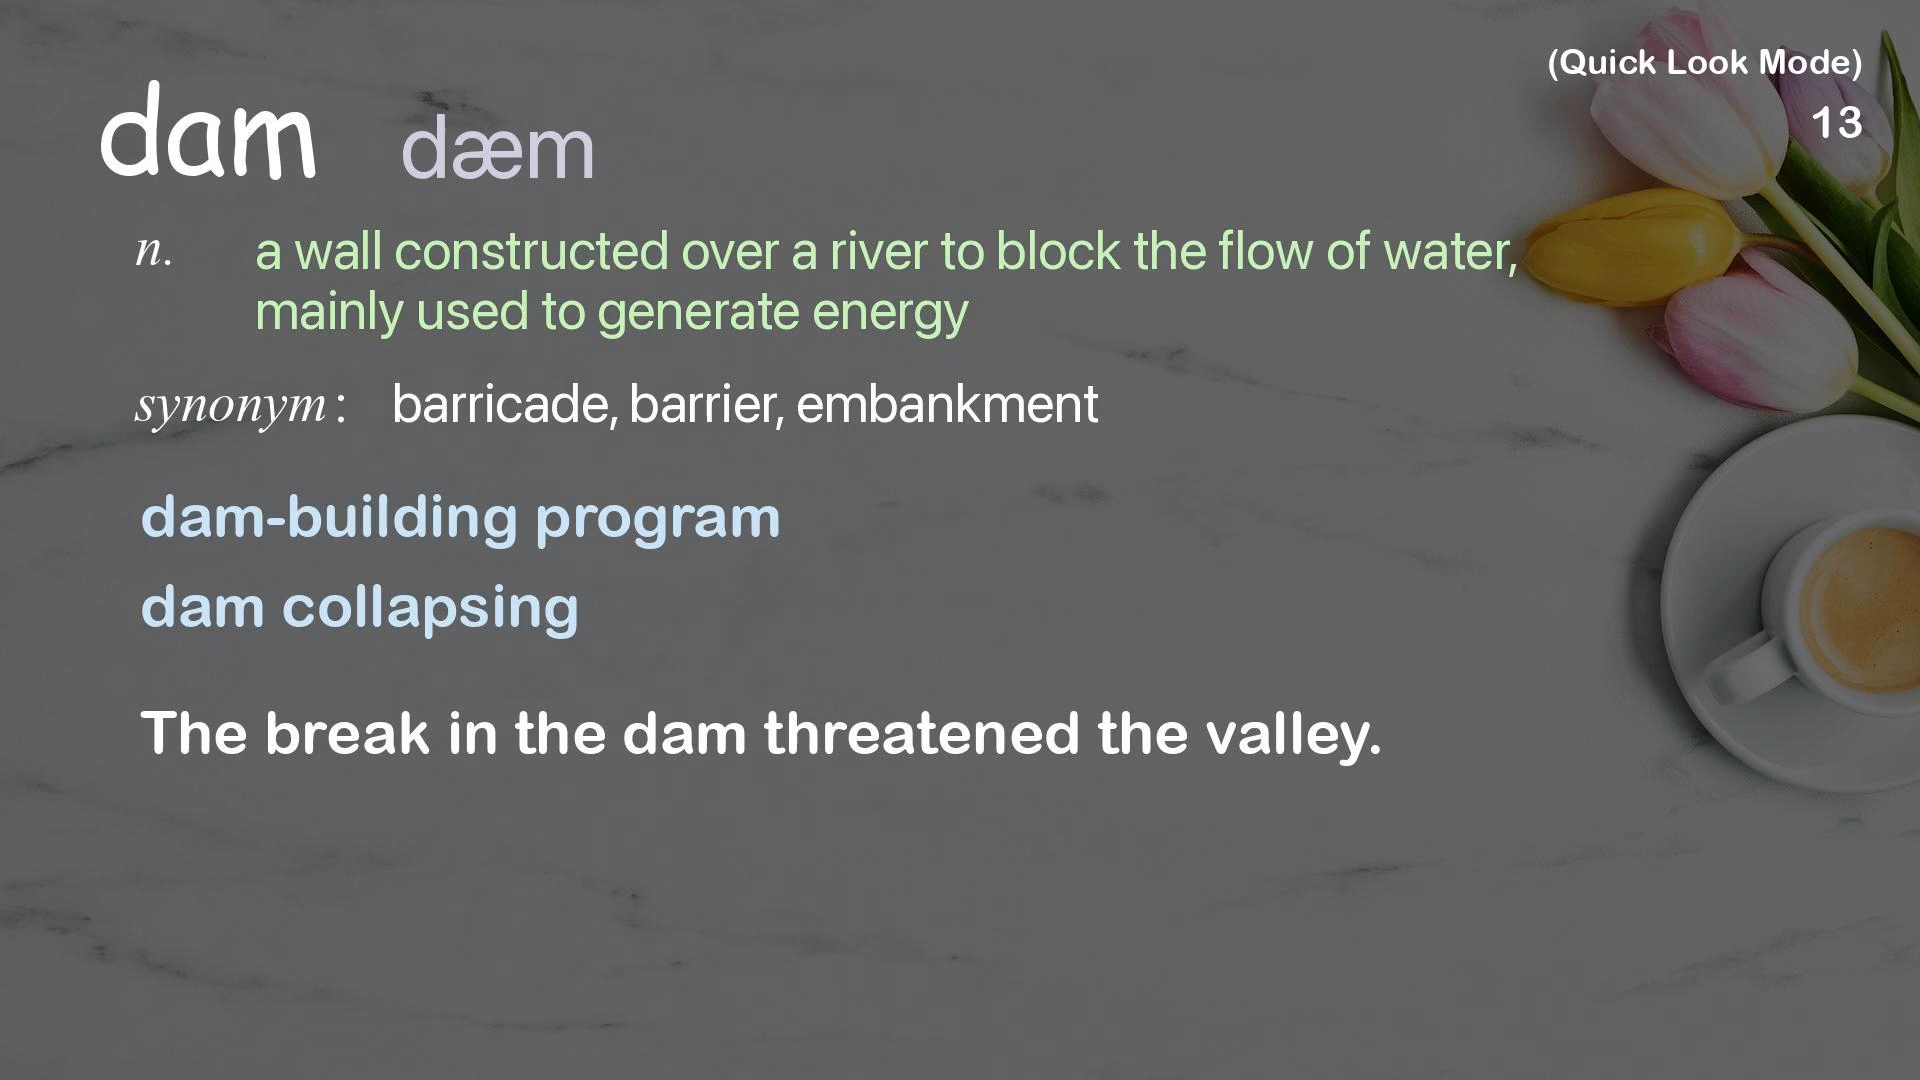 (Quick Look Mode)
13
dam dæm
n. a wall constructed over a river to block the flow of water,
mainly used to generate energy
synonym: barricade, barrier, embankment
dam-building program
dam collapsing
The break in the dam threatened the valley.